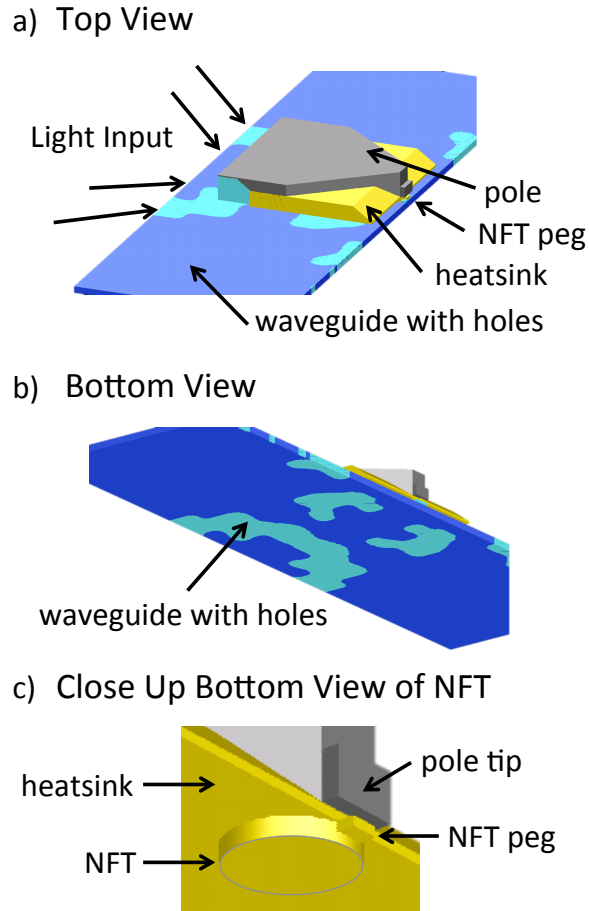 a) Top View
Light Input
pole
NFT peg
heatsink
waveguide with holes
b) Bottom View
waveguide with holes
c) Close Up Bottom View of NFT
heatsink
pole tip
NFT peg
NFT